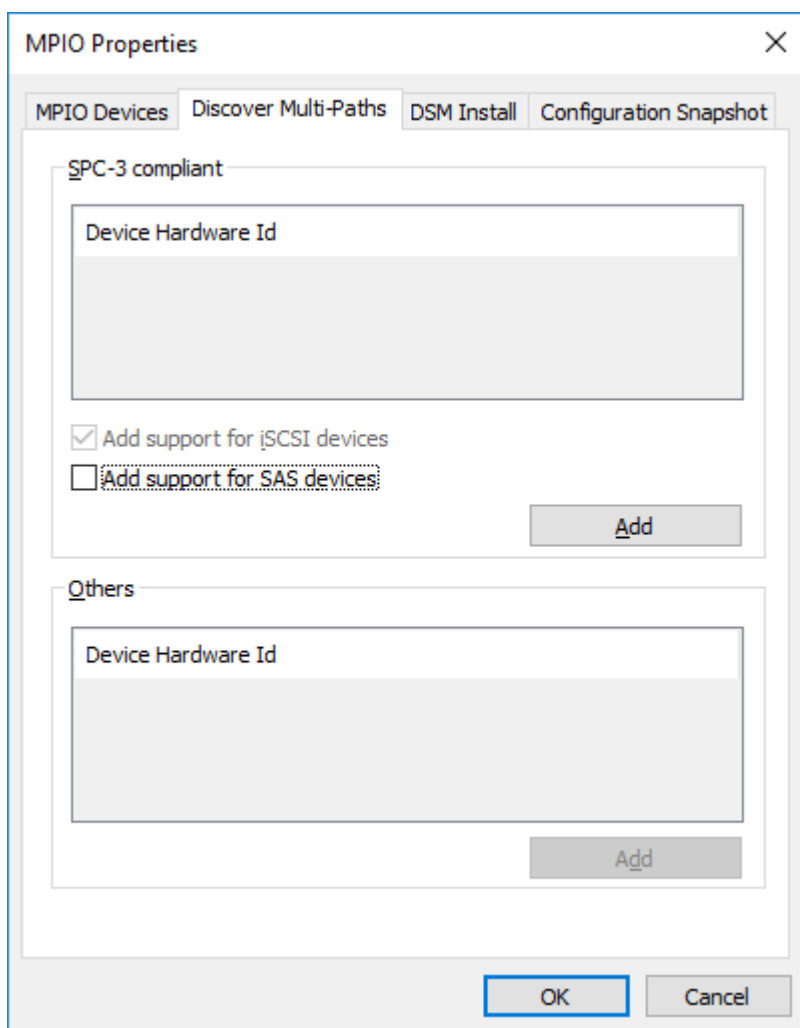 MPIO Properties
MPIO Devices Discover Multi-Paths DSM Install Configuration Snapshot
SPC-3 compliant
Device Hardware Id
Add support for iSCSI devices
Add support for SAS devices
Add
Others
Device Hardware Id
Add
OK Cancel